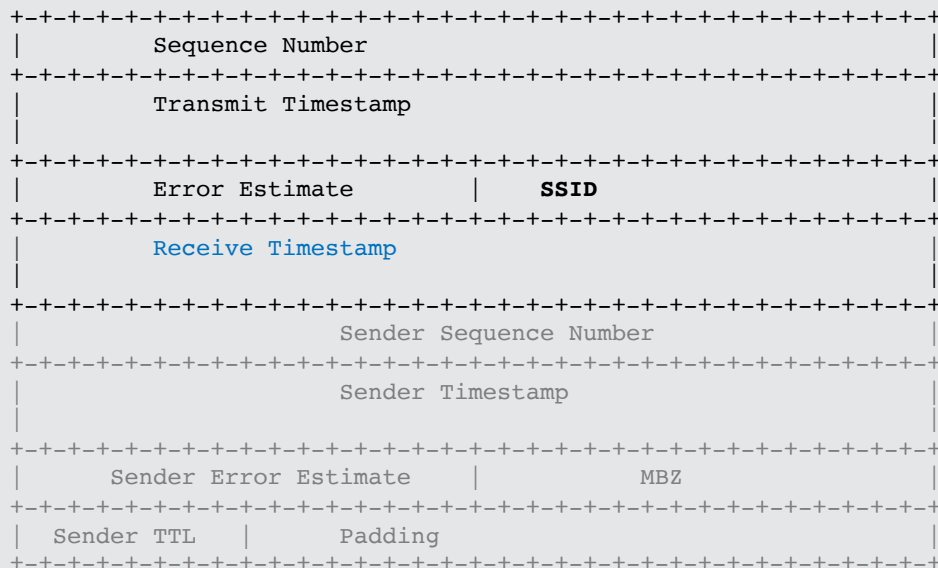 +-+-+-+-+-+-+-+-+-+-+-+-+-+-+-+-+-+-+-+-+-+-+-+-+-+-+-+-+-+-+-+-+
| Sequence Number |
+-+-+-+-+-+-+-+-+-+-+-+-+-+-+-+-+-+-+-+-+-+-+-+-+-+-+-+-+-+-+-+-+
| Transmit Timestamp |
| |
+-+-+-+-+-+-+-+-+-+-+-+-+-+-+-+-+-+-+-+-+-+-+-+-+-+-+-+-+-+-+-+-+
| Error Estimate | SSID |
+-+-+-+-+-+-+-+-+-+-+-+-+-+-+-+-+-+-+-+-+-+-+-+-+-+-+-+-+-+-+-+-+
| Receive Timestamp |
| |
+-+-+-+-+-+-+-+-+-+-+-+-+-+-+-+-+-+-+-+-+-+-+-+-+-+-+-+-+-+-+-+-+
| Sender Sequence Number |
+-+-+-+-+-+-+-+-+-+-+-+-+-+-+-+-+-+-+-+-+-+-+-+-+-+-+-+-+-+-+-+-+
| Sender Timestamp |
| |
+-+-+-+-+-+-+-+-+-+-+-+-+-+-+-+-+-+-+-+-+-+-+-+-+-+-+-+-+-+-+-+-+
| Sender Error Estimate | MBZ |
+-+-+-+-+-+-+-+-+-+-+-+-+-+-+-+-+-+-+-+-+-+-+-+-+-+-+-+-+-+-+-+-+
| Sender TTL | Padding |
+-+-+-+-+-+-+-+-+-+-+-+-+-+-+-+-+-+-+-+-+-+-+-+-+-+-+-+-+-+-+-+-+